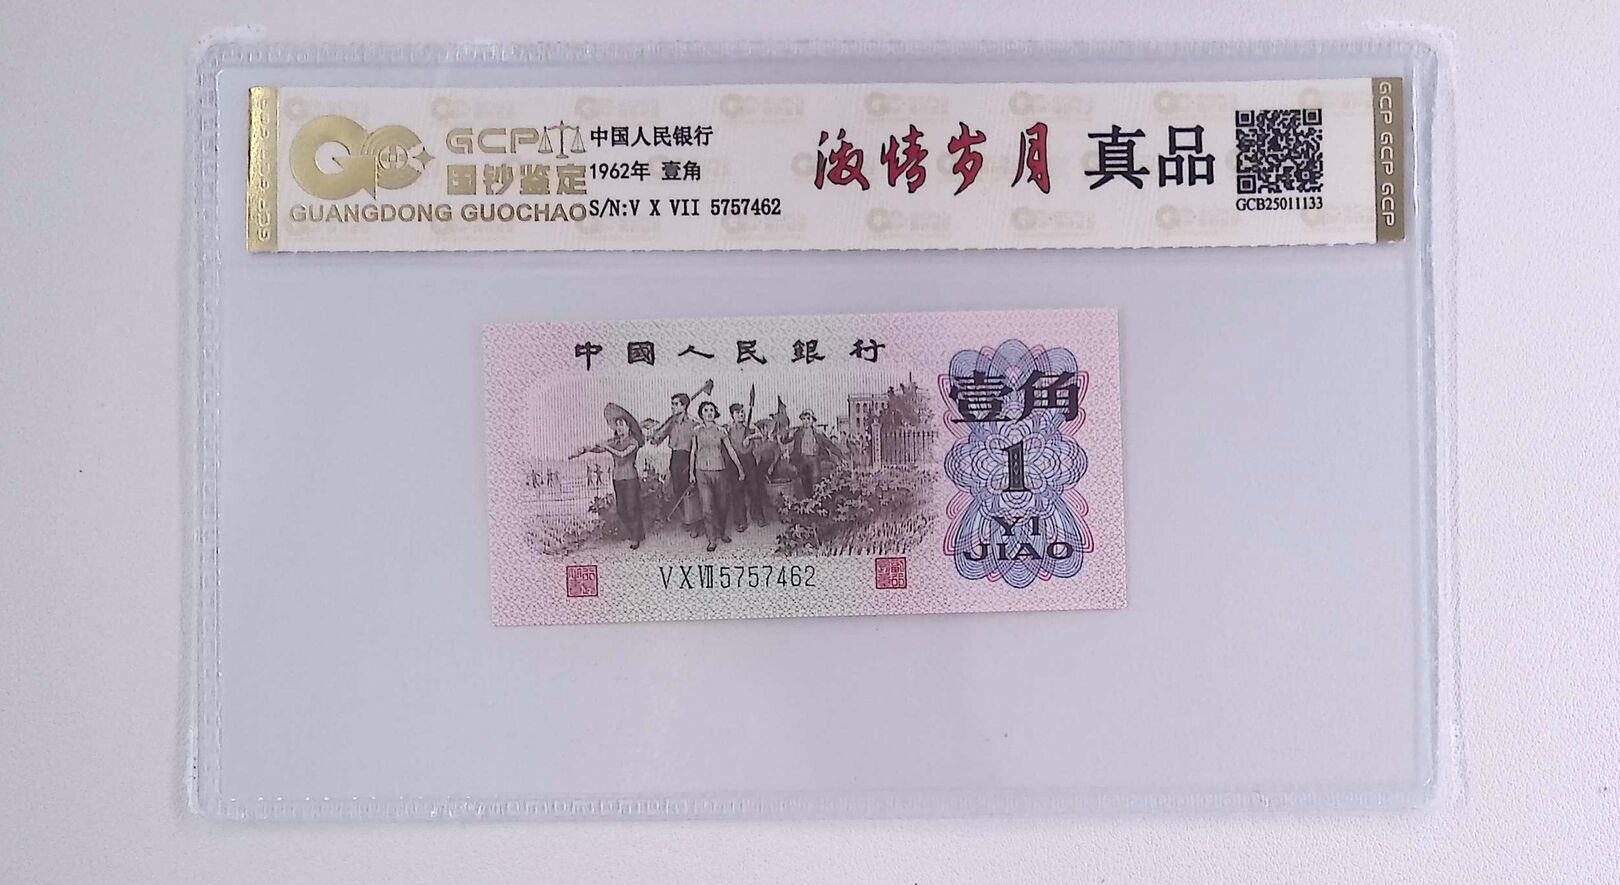 GCP
国钞鉴定
GUANGDONG GUOCHAO
中国人民银行
1962年 壹角
S/N:V X VII 5757462
激情岁月 真品
GCB25011133
GCP GCP GCP
中國人民銀行
壹角
1
YI
JIAO
V X Ⅶ 5757462